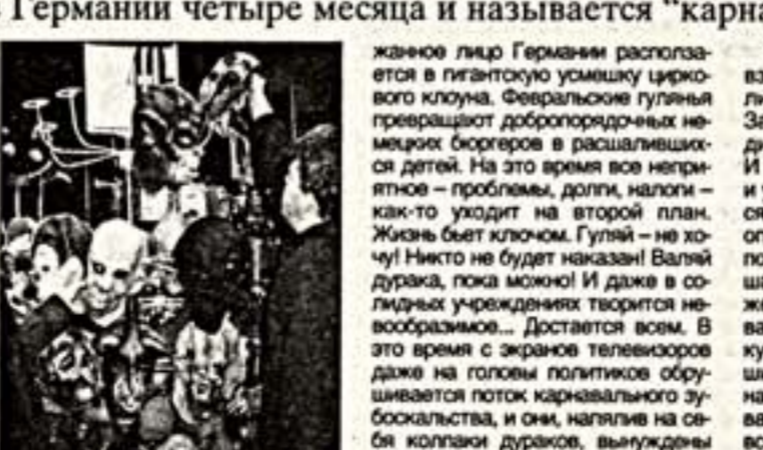 Германии четыре месяца и называется “карна
жанное лицо Германии располза-
ется в гигантскую усмешку цирко-
вого клоуна. Февральские гулянья
превращают добропорядочных не-
мецких бюргеров в расшаливших-
ся детей. На это время все непри-
ятное – проблемы, долги, налоги –
как-то уходит на второй план.
Жизнь бьет ключом. Гуляй – не хо-
чу! Никто не будет наказан! Валяй
дурака, пока можно! И даже в со-
лидных учреждениях творится не-
вообразимое... Достается всем. В
это время с экранов телевизоров
даже на головы политиков обру-
шивается поток карнавального зу-
боскальства, и они, напялив на се-
бя колпаки дураков, вынуждены